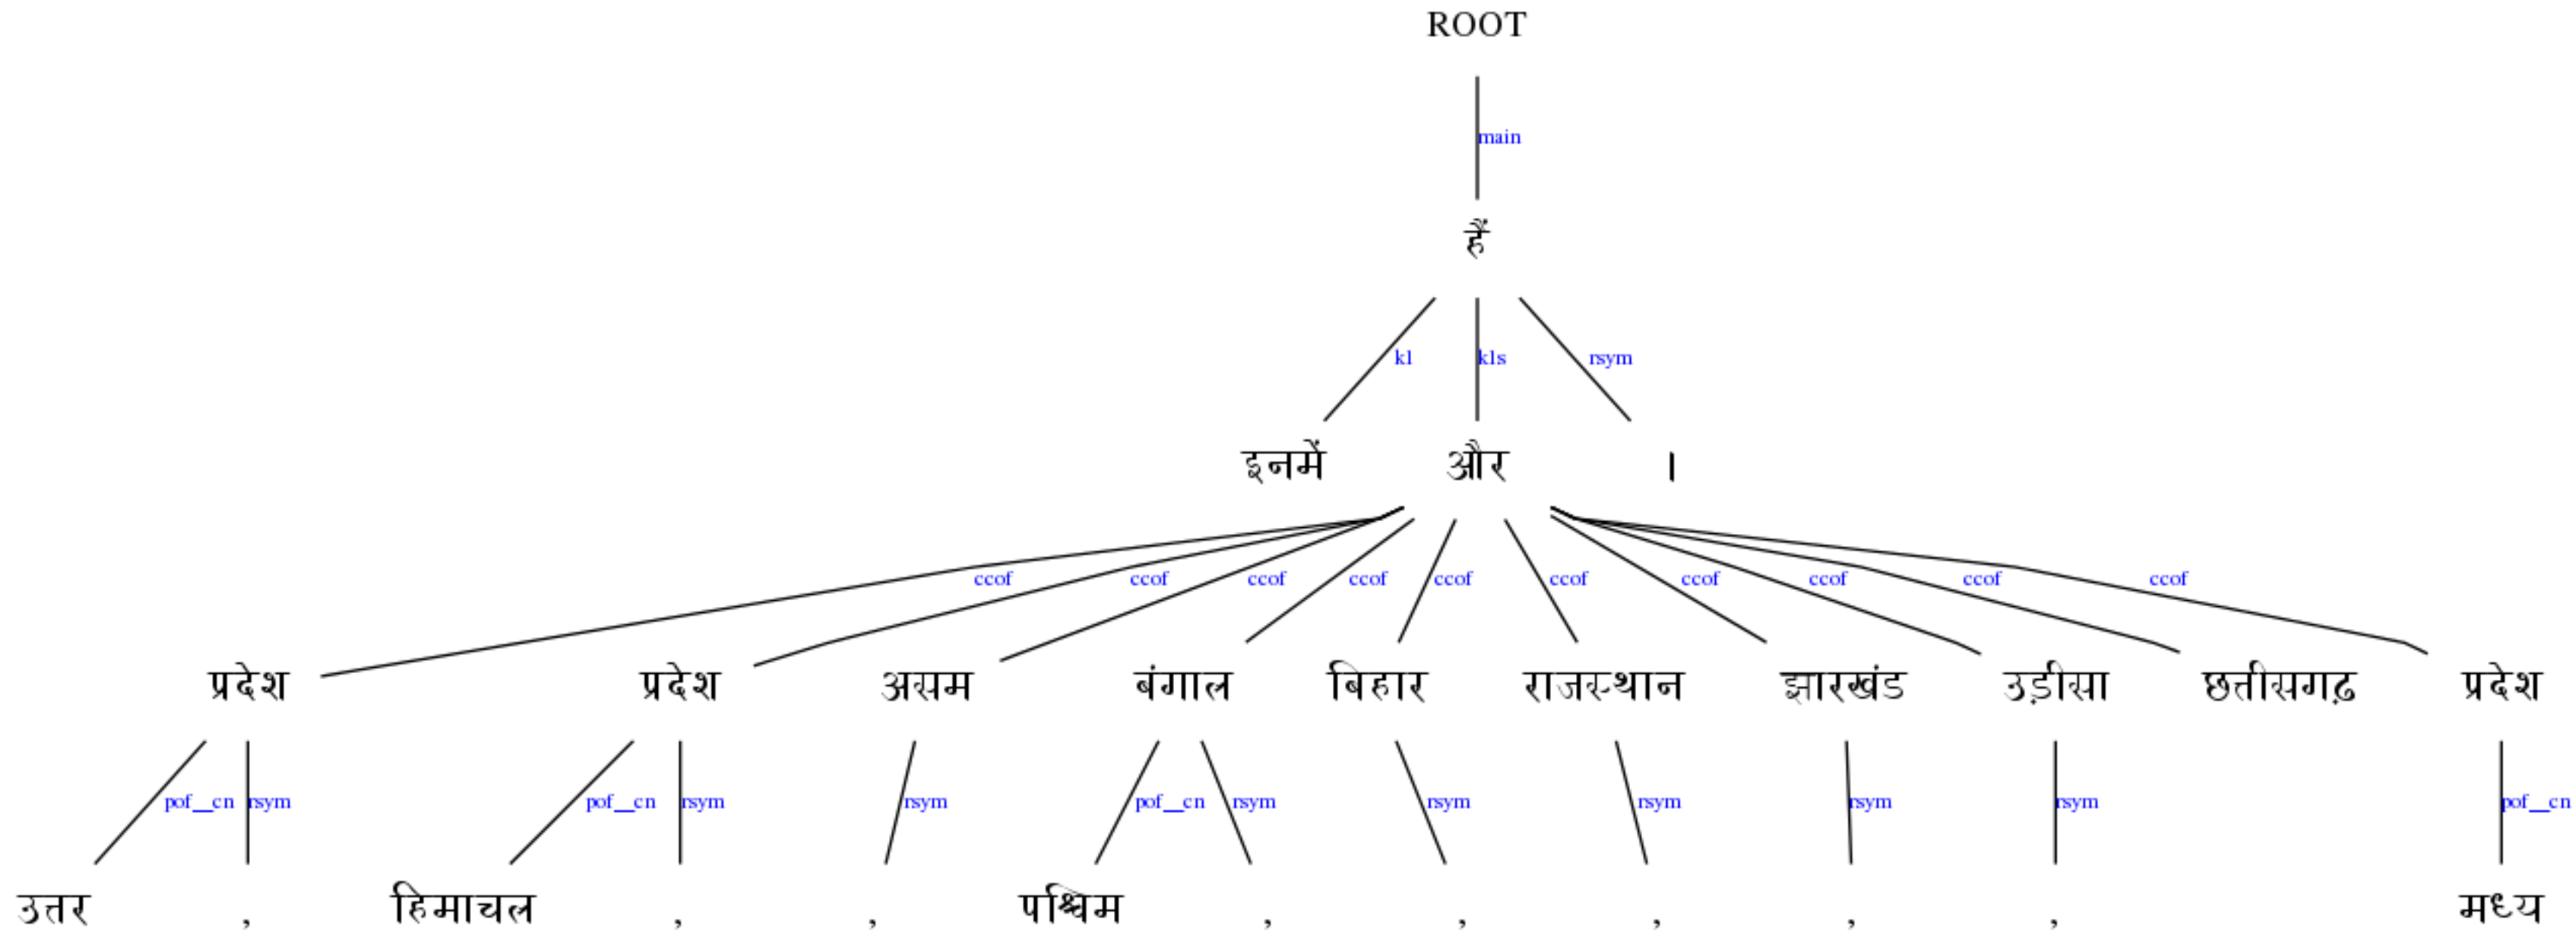 ROOT
main
हैं
kl kls rsym
इनमें और ।
ccof ccof ccof ccof ccof ccof ccof ccof ccof ccof
प्रदेश प्रदेश असम बंगाल बिहार राजस्थान झारखंड उड़ीसा छत्तीसगढ़ प्रदेश
pof__cn rsym pof__cn rsym rsym pof__cn rsym rsym rsym rsym rsym pof__cn
उत्तर , हिमाचल , , पश्चिम , , , , , मध्य